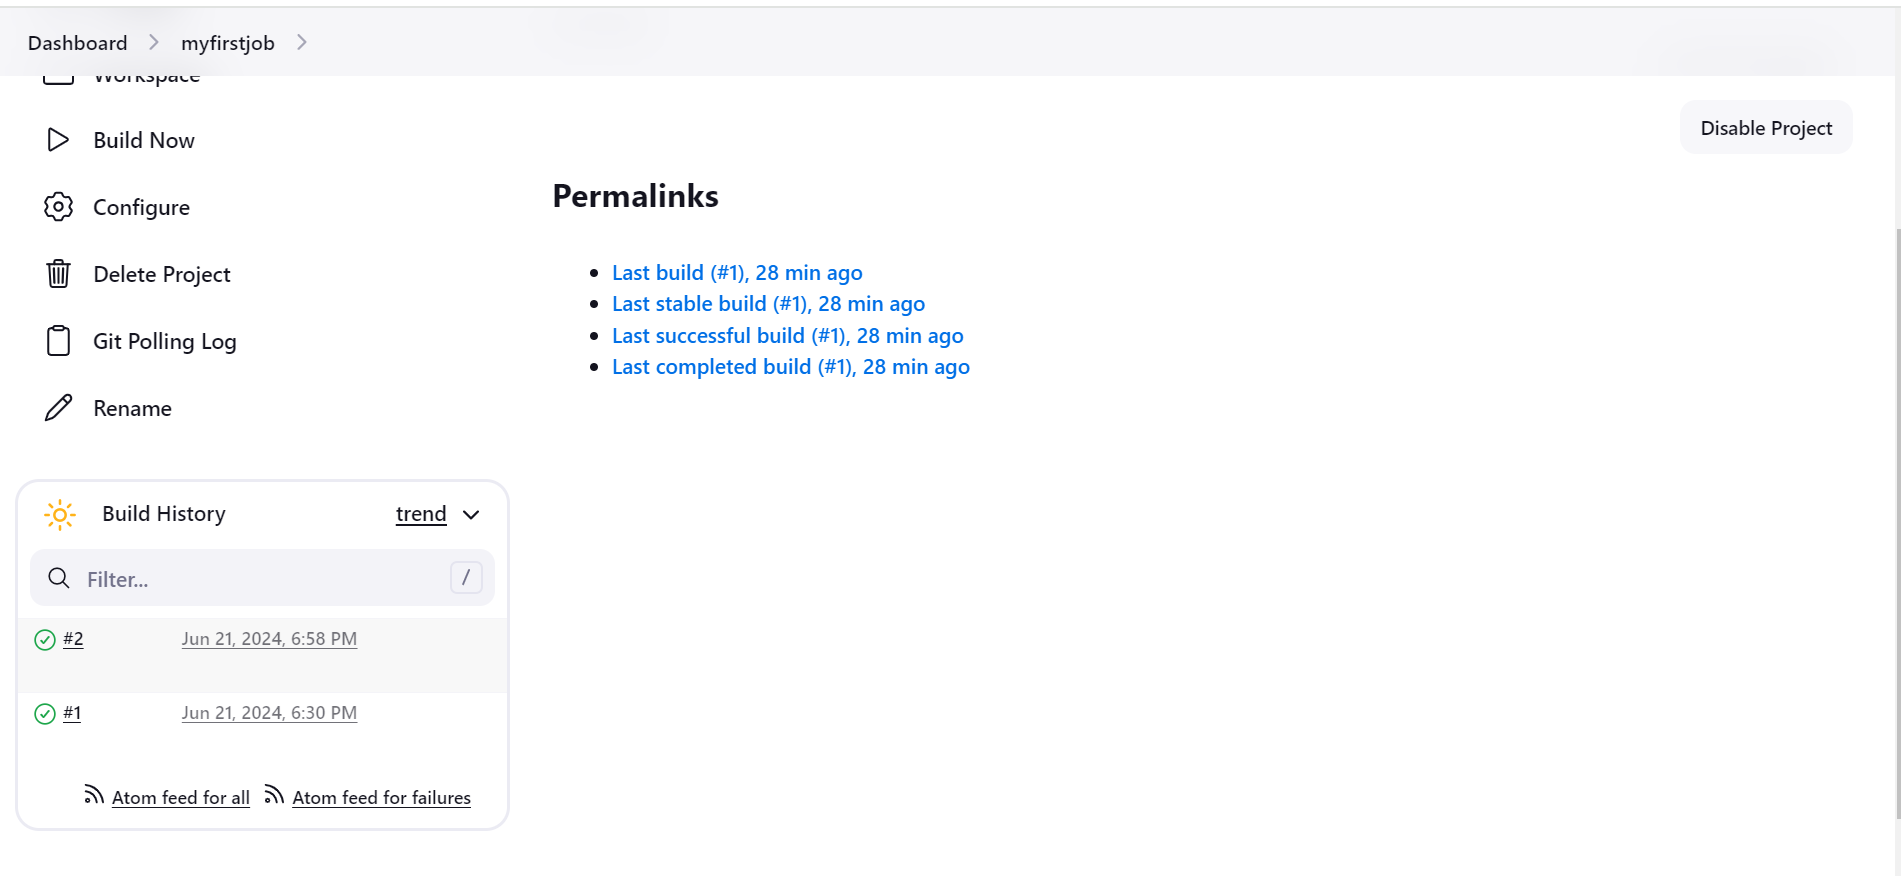 Dashboard
myfirstjob
Workspace
Build Now
Configure
Delete Project
Git Polling Log
Rename
Disable Project
Permalinks
Last build (#1), 28 min ago
Last stable build (#1), 28 min ago
Last successful build (#1), 28 min ago
Last completed build (#1), 28 min ago
Build History
trend
Filter...
/
#2 Jun 21, 2024, 6:58 PM
#1 Jun 21, 2024, 6:30 PM
Atom feed for all Atom feed for failures